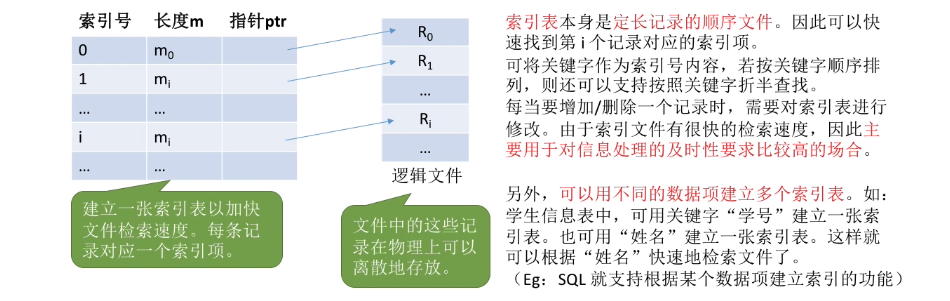 索引号 长度m 指针ptr
0 m₀
1 mᵢ
... ...
i mᵢ
... ...
R₀
R₁
...
Rᵢ
...
逻辑文件
建立一张索引表以加快
文件检索速度。每条记
录对应一个索引项。
文件中的这些记
录在物理上可以
离散地存放。
索引表本身是定长记录的顺序文件。因此可以快
速找到第 i 个记录对应的索引项。
可将关键字作为索引号内容，若按关键字顺序排
列，则还可以支持按照关键字折半查找。
每当要增加/删除一个记录时，需要对索引表进行
修改。由于索引文件有很快的检索速度，因此主
要用于对信息处理的及时性要求比较高的场合。
另外，可以用不同的数据项建立多个索引表。如：
学生信息表中，可用关键字“学号”建立一张索
引表。也可用“姓名”建立一张索引表。这样就
可以根据“姓名”快速地检索文件了。
（Eg：SQL 就支持根据某个数据项建立索引的功能）